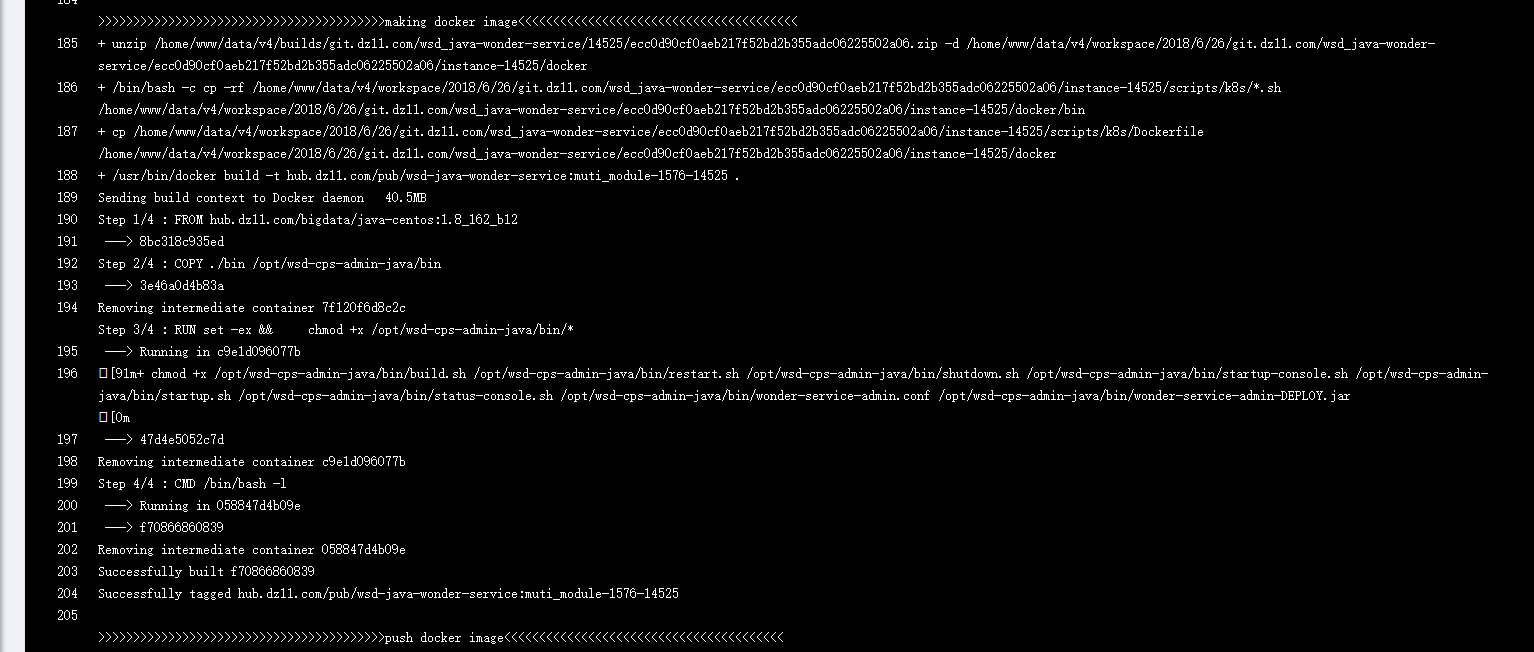 184
>>>>>>>>>>>>>>>>>>>>>>>>>>>>>>>>>>>>>>>>>making docker image<<<<<<<<<<<<<<<<<<<<<<<<<<<<<<<<<<<<<<<<
185 + unzip /home/www/data/v4/builds/git.dz11.com/wsd_java-wonder-service/14525/ecc0d90cf0aeb217f52bd2b355adc06225502a06.zip -d /home/www/data/v4/workspace/2018/6/26/git.dz11.com/wsd_java-wonder-
service/ecc0d90cf0aeb217f52bd2b355adc06225502a06/instance-14525/docker
186 + /bin/bash -c cp -rf /home/www/data/v4/workspace/2018/6/26/git.dz11.com/wsd_java-wonder-service/ecc0d90cf0aeb217f52bd2b355adc06225502a06/instance-14525/scripts/k8s/*.sh
/home/www/data/v4/workspace/2018/6/26/git.dz11.com/wsd_java-wonder-service/ecc0d90cf0aeb217f52bd2b355adc06225502a06/instance-14525/docker/bin
187 + cp /home/www/data/v4/workspace/2018/6/26/git.dz11.com/wsd_java-wonder-service/ecc0d90cf0aeb217f52bd2b355adc06225502a06/instance-14525/scripts/k8s/Dockerfile
/home/www/data/v4/workspace/2018/6/26/git.dz11.com/wsd_java-wonder-service/ecc0d90cf0aeb217f52bd2b355adc06225502a06/instance-14525/docker
188 + /usr/bin/docker build -t hub.dz11.com/pub/wsd-java-wonder-service:muti_module-1576-14525 .
189 Sending build context to Docker daemon   40.5MB
190 Step 1/4 : FROM hub.dz11.com/bigdata/java-centos:1.8_162_b12
191  ---> 8bc318c935ed
192 Step 2/4 : COPY ./bin /opt/wsd-cps-admin-java/bin
193  ---> 3e46a0d4b83a
194 Removing intermediate container 7f120f6d8c2c
Step 3/4 : RUN set -ex &&     chmod +x /opt/wsd-cps-admin-java/bin/*
195  ---> Running in c9e1d096077b
196 □[91m+ chmod +x /opt/wsd-cps-admin-java/bin/build.sh /opt/wsd-cps-admin-java/bin/restart.sh /opt/wsd-cps-admin-java/bin/shutdown.sh /opt/wsd-cps-admin-java/bin/startup-console.sh /opt/wsd-cps-admin-
java/bin/startup.sh /opt/wsd-cps-admin-java/bin/status-console.sh /opt/wsd-cps-admin-java/bin/wonder-service-admin.conf /opt/wsd-cps-admin-java/bin/wonder-service-admin-DEPLOY.jar
□[0m
197  ---> 47d4e5052c7d
198 Removing intermediate container c9e1d096077b
199 Step 4/4 : CMD /bin/bash -l
200  ---> Running in 058847d4b09e
201  ---> f70866860839
202 Removing intermediate container 058847d4b09e
203 Successfully built f70866860839
204 Successfully tagged hub.dz11.com/pub/wsd-java-wonder-service:muti_module-1576-14525
205
>>>>>>>>>>>>>>>>>>>>>>>>>>>>>>>>>>>>>>>>>push docker image<<<<<<<<<<<<<<<<<<<<<<<<<<<<<<<<<<<<<<<<